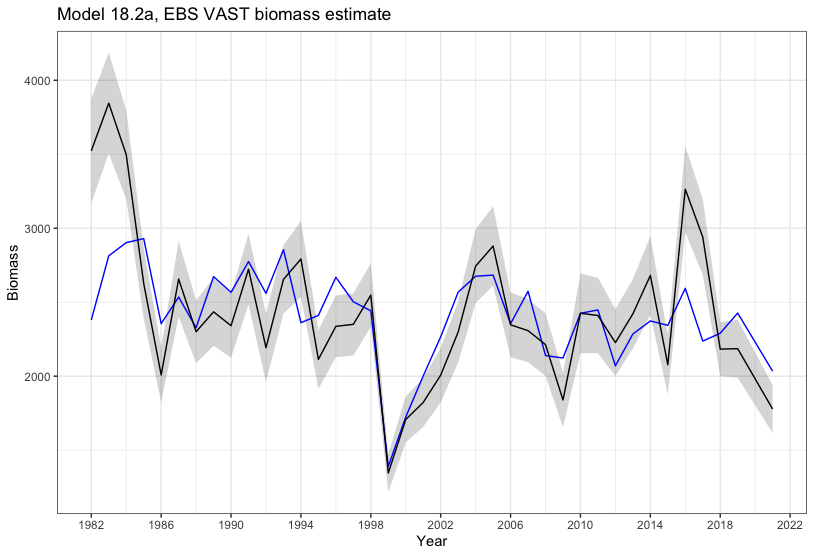 Model 18.2a, EBS VAST biomass estimate
4000
3000
2000
Biomass
1982 1986 1990 1994 1998 2002 2006 2010 2014 2018 2022
Year